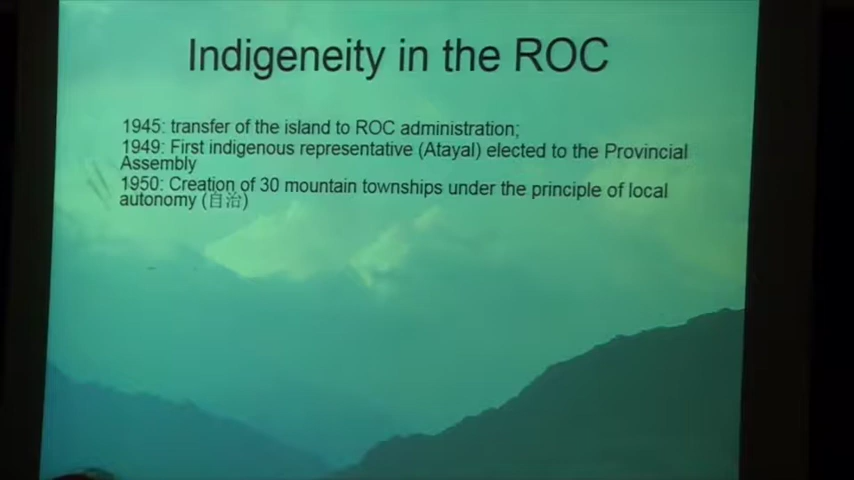 Indigeneity in the ROC
1945: transfer of the island to ROC administration;
1949: First indigenous representative (Atayal) elected to the Provincial
Assembly
1950: Creation of 30 mountain townships under the principle of local
autonomy (自治)